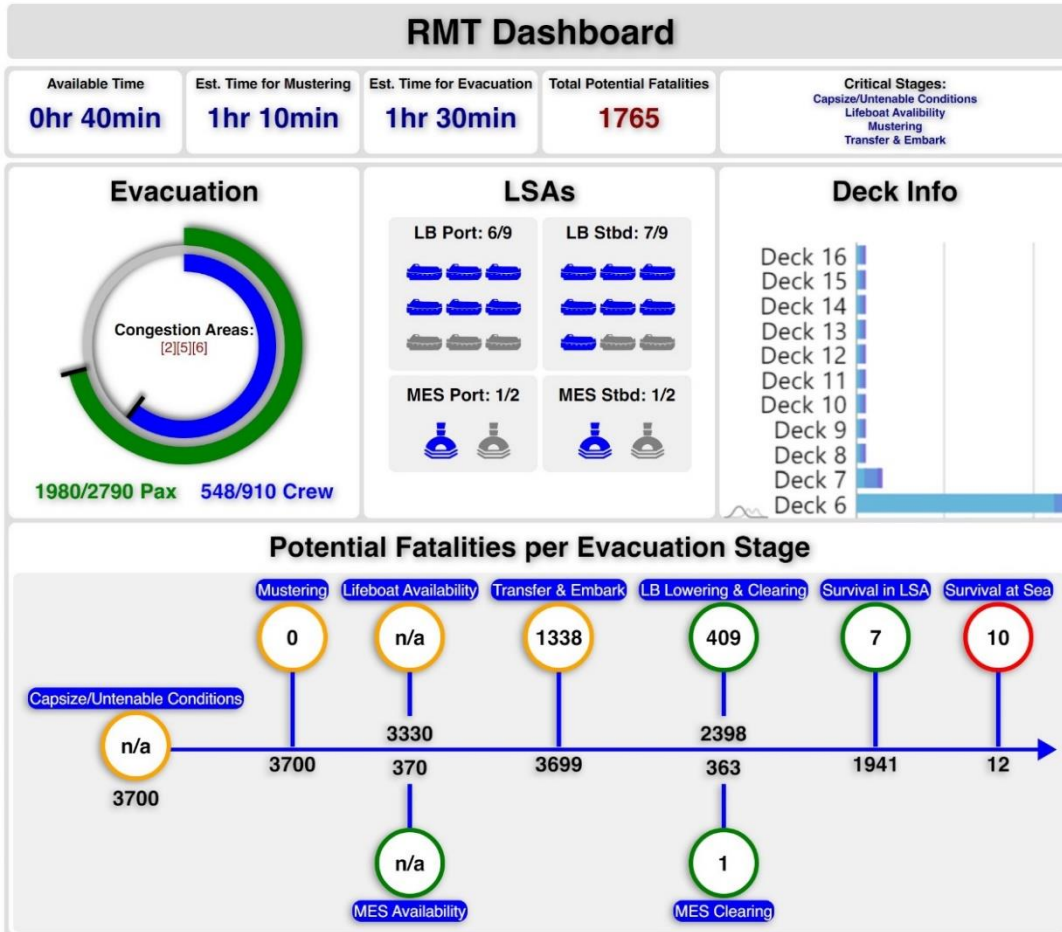 RMT Dashboard
Available Time
0hr 40min
Est. Time for Mustering
1hr 10min
Est. Time for Evacuation
1hr 30min
Total Potential Fatalities
1765
Critical Stages:
Capsize/Untenable Conditions
Lifeboat Avalibility
Mustering
Transfer & Embark
Evacuation
Congestion Areas:
[2][5][6]
1980/2790 Pax 548/910 Crew
LSAs
LB Port: 6/9
LB Stbd: 7/9
MES Port: 1/2
MES Stbd: 1/2
Deck Info
Deck 16
Deck 15
Deck 14
Deck 13
Deck 12
Deck 11
Deck 10
Deck 9
Deck 8
Deck 7
Deck 6
Potential Fatalities per Evacuation Stage
Capsize/Untenable Conditions
n/a
3700
Mustering
0
3700
Lifeboat Availability
n/a
3330
370
n/a
MES Availability
Transfer & Embark
1338
3699
LB Lowering & Clearing
409
2398
363
1
MES Clearing
Survival in LSA
7
1941
Survival at Sea
10
12